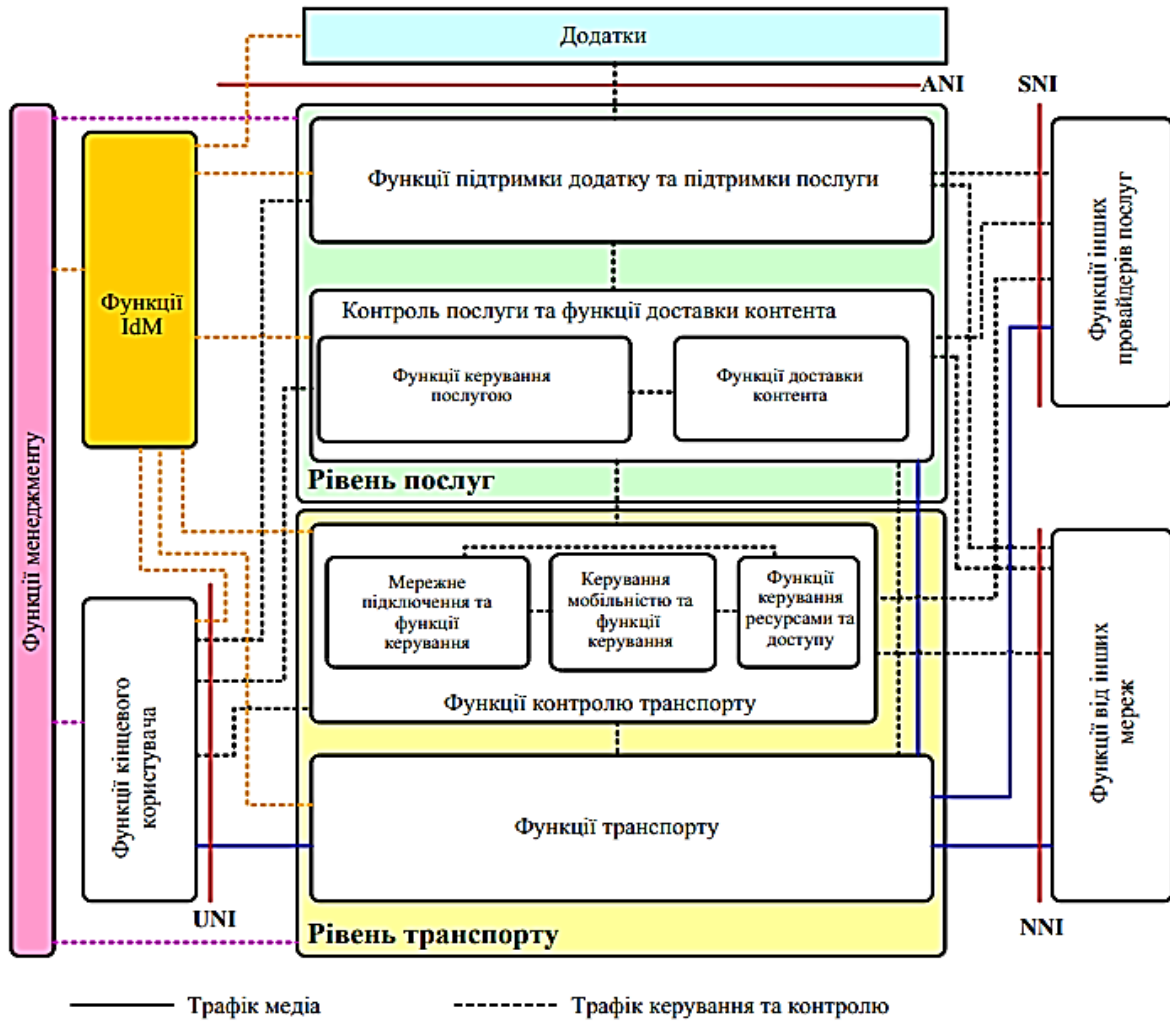 Додатки
ANI
SNI
Функції менеджменту
Функції
IdM
Функції підтримки додатку та підтримки послуги
Контроль послуги та функції доставки контента
Функції керування
послугою
Функції доставки
контента
Рівень послуг
Функції інших
провайдерів послуг
Мережне
підключення та
функції
керування
Керування
мобільністю та
функції
керування
Функції
керування
ресурсами та
доступу
Функції контролю транспорту
Функції кінцевого
користувача
Функції транспорту
Функції від інших
мереж
UNI
Рівень транспорту
NNI
Трафік медіа
Трафік керування та контролю